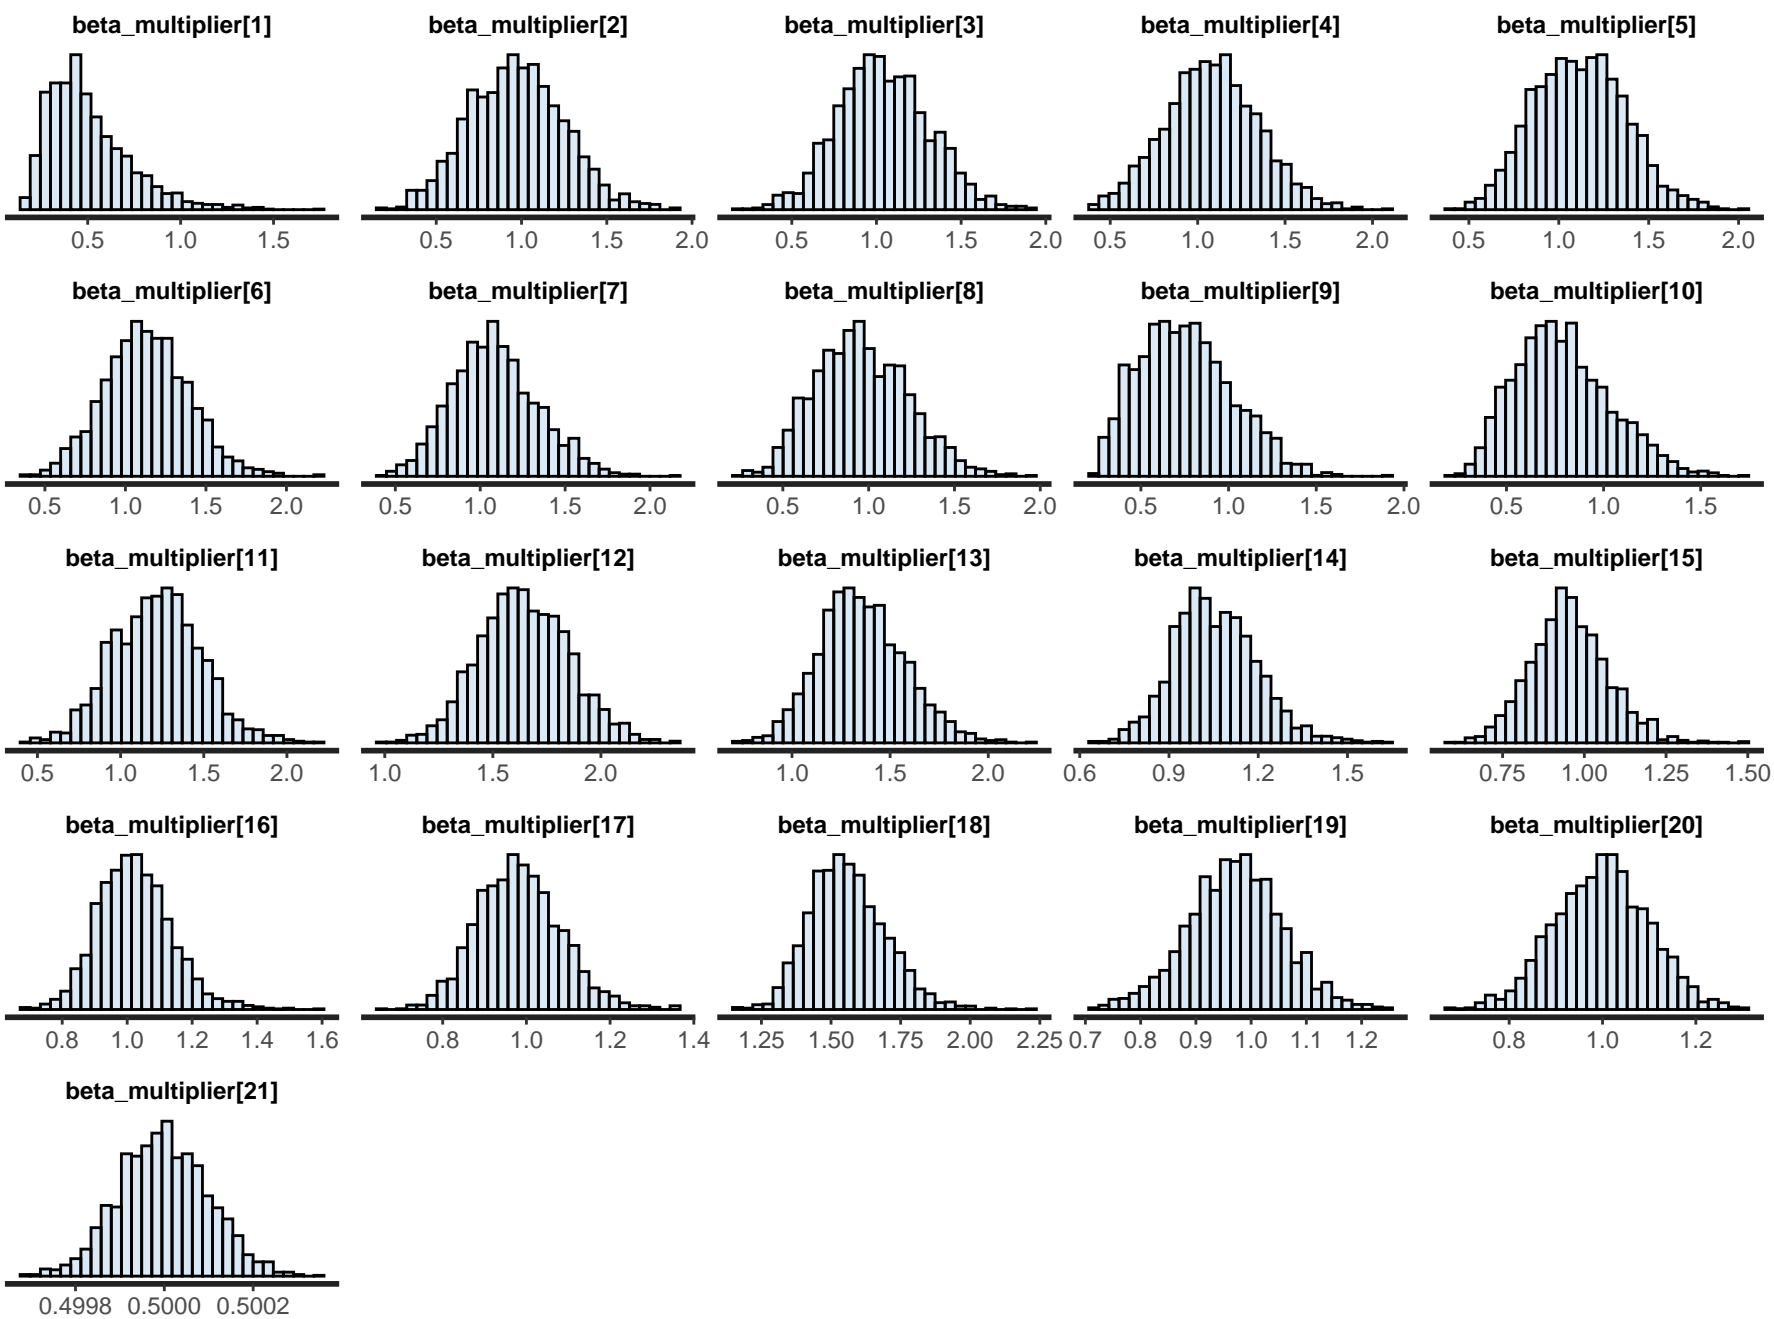 beta_multiplier[1] beta_multiplier[2] beta_multiplier[3] beta_multiplier[4] beta_multiplier[5]
0.5 1.0 1.5 0.5 1.0 1.5 2.0 0.5 1.0 1.5 2.0 0.5 1.0 1.5 2.0 0.5 1.0 1.5 2.0
beta_multiplier[6] beta_multiplier[7] beta_multiplier[8] beta_multiplier[9] beta_multiplier[10]
0.5 1.0 1.5 2.0 0.5 1.0 1.5 2.0 0.5 1.0 1.5 2.0 0.5 1.0 1.5 2.0 0.5 1.0 1.5
beta_multiplier[11] beta_multiplier[12] beta_multiplier[13] beta_multiplier[14] beta_multiplier[15]
0.5 1.0 1.5 2.0 1.0 1.5 2.0 1.0 1.5 2.0 0.6 0.9 1.2 1.5 0.75 1.00 1.25 1.50
beta_multiplier[16] beta_multiplier[17] beta_multiplier[18] beta_multiplier[19] beta_multiplier[20]
0.8 1.0 1.2 1.4 1.6 0.8 1.0 1.2 1.4 1.25 1.50 1.75 2.00 2.25 0.7 0.8 0.9 1.0 1.1 1.2 0.8 1.0 1.2
beta_multiplier[21]
0.4998 0.5000 0.5002